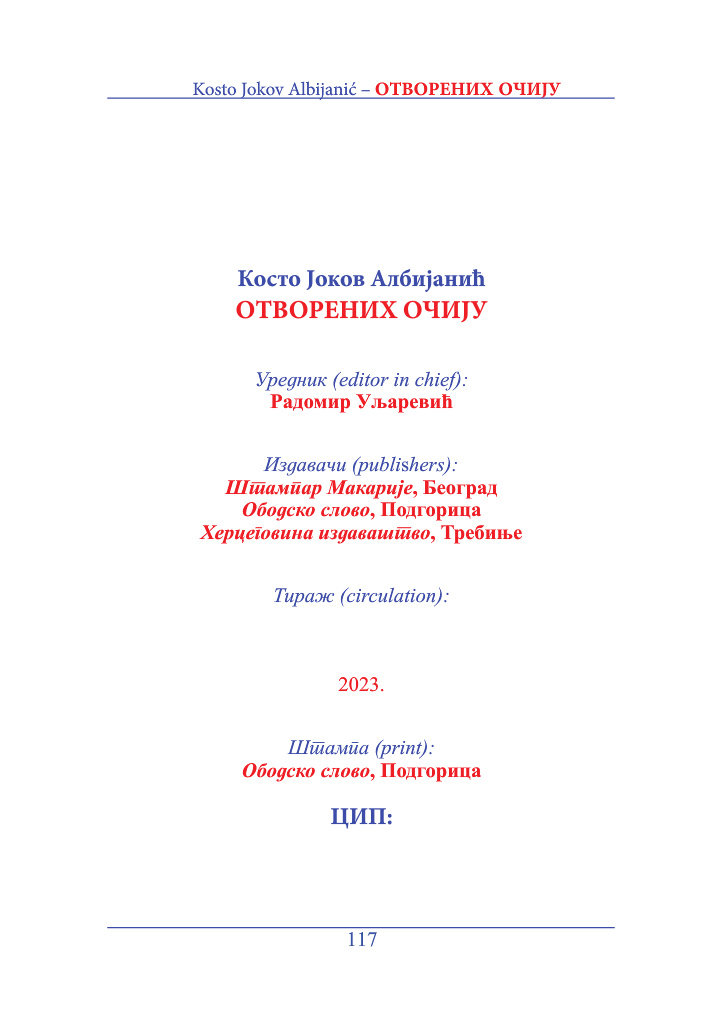 Kosto Jokov Albijanić – ОТВОРЕНИХ ОЧИЈУ
Косто Јоков Албијанић
ОТВОРЕНИХ ОЧИЈУ
Уредник (editor in chief):
Радомир Уљаревић
Издавачи (publishers):
Штампар Макарије, Београд
Ободско слово, Подгорица
Херцеговина издаваштво, Требиње
Тираж (circulation):
2023.
Штампа (print):
Ободско слово, Подгорица
ЦИП:
117